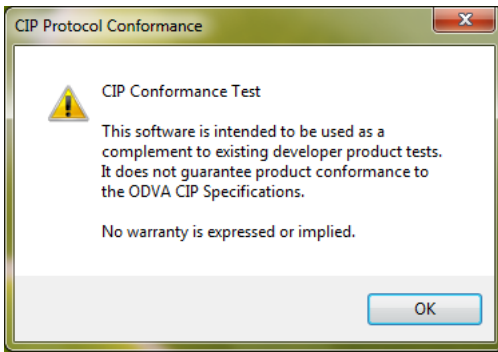 CIP Protocol Conformance
CIP Conformance Test
This software is intended to be used as a
complement to existing developer product tests.
It does not guarantee product conformance to
the ODVA CIP Specifications.
No warranty is expressed or implied.
OK